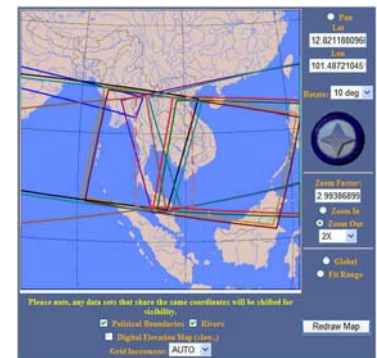 Pan
Lat
12.821188096
Lon
101.48721045
Rotate: 10 deg
Zoom Factor:
2.99386899
Zoom In
Zoom Out
2X
Global
Fit Range
Please note, any data sets that share the same coordinates will be shifted for
visibility.
Political Boundaries Rivers
Digital Elevation Map (slow..)
Grid Increment: AUTO
Redraw Map